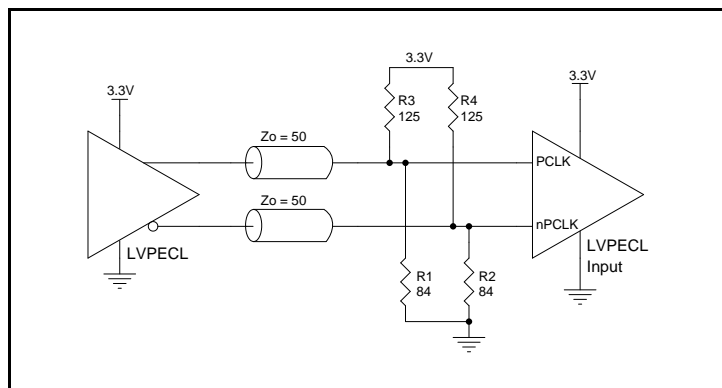 3.3V
3.3V
3.3V
R3
125
R4
125
Zo = 50
PCLK
Zo = 50
nPCLK
LVPECL
LVPECL
Input
R1
84
R2
84